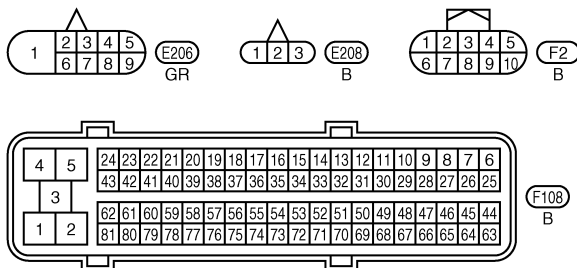 1 2 3 4 5 E206
6 7 8 9 GR
1 2 3 E208
B
1 2 3 4 5 F2
6 7 8 9 10 B
4 5 24 23 22 21 20 19 18 17 16 15 14 13 12 11 10 9 8 7 6
43 42 41 40 39 38 37 36 35 34 33 32 31 30 29 28 27 26 25
3 F108
B
1 2 62 61 60 59 58 57 56 55 54 53 52 51 50 49 48 47 46 45 44
81 80 79 78 77 76 75 74 73 72 71 70 69 68 67 66 65 64 63